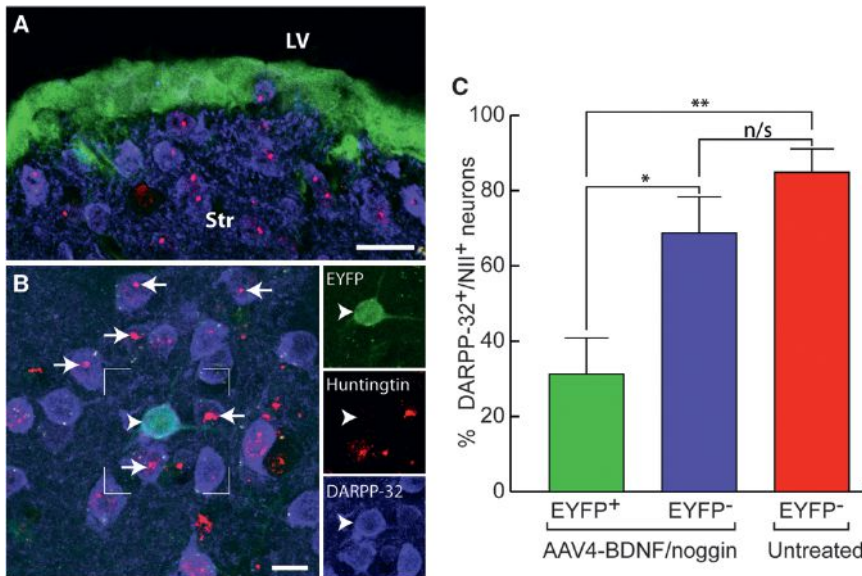 A
LV
Str
B
EYFP
Huntingtin
DARPP-32
C
% DARPP-32+/NII+ neurons
100
80
60
40
20
0
**
n/s
*
EYFP+
EYFP-
EYFP-
AAV4-BDNF/noggin
Untreated